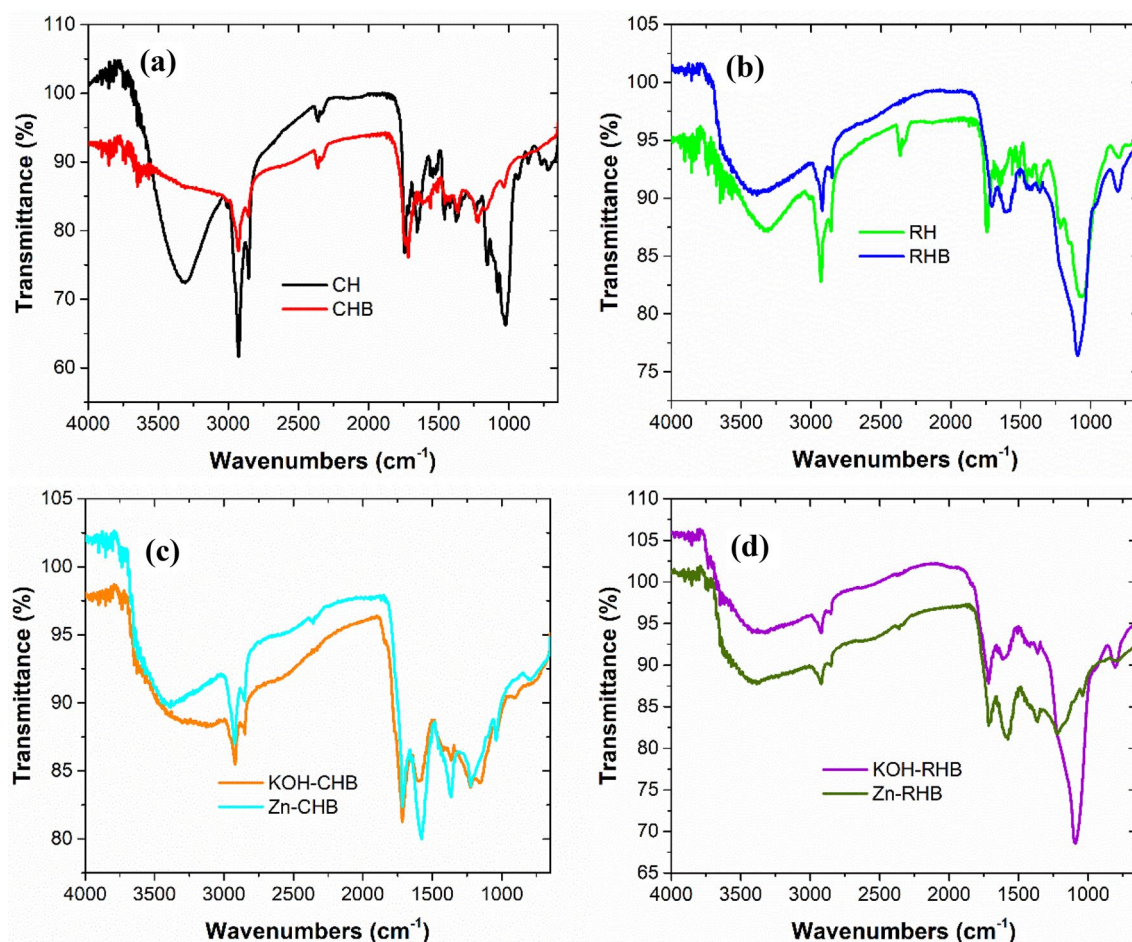 (a)
Transmittance (%)
110
100
90
80
70
60
CH
CHB
4000 3500 3000 2500 2000 1500 1000
Wavenumbers (cm⁻¹)
(b)
Transmittance (%)
105
100
95
90
85
80
75
RH
RHB
4000 3500 3000 2500 2000 1500 1000
Wavenumbers (cm⁻¹)
(c)
Transmittance (%)
105
100
95
90
85
80
KOH-CHB
Zn-CHB
4000 3500 3000 2500 2000 1500 1000
Wavenumbers (cm⁻¹)
(d)
Transmittance (%)
110
105
100
95
90
85
80
75
70
65
KOH-RHB
Zn-RHB
4000 3500 3000 2500 2000 1500 1000
Wavenumbers (cm⁻¹)